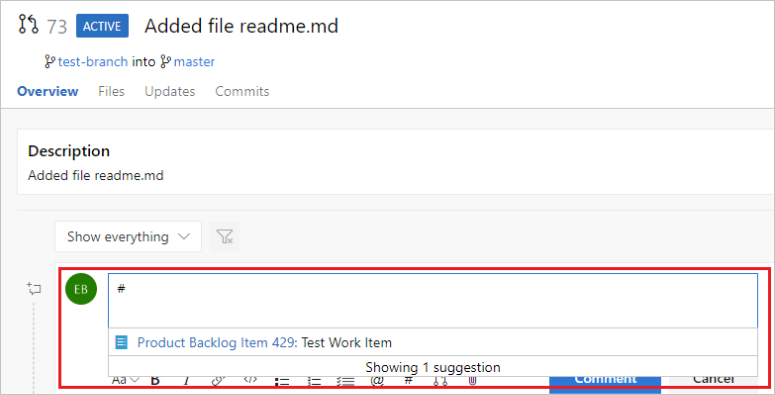 73 ACTIVE Added file readme.md
test-branch into master
Overview Files Updates Commits
Description
Added file readme.md
Show everything
EB #
Product Backlog Item 429: Test Work Item
Showing 1 suggestion
Aa B I </> @ # Comment Cancel